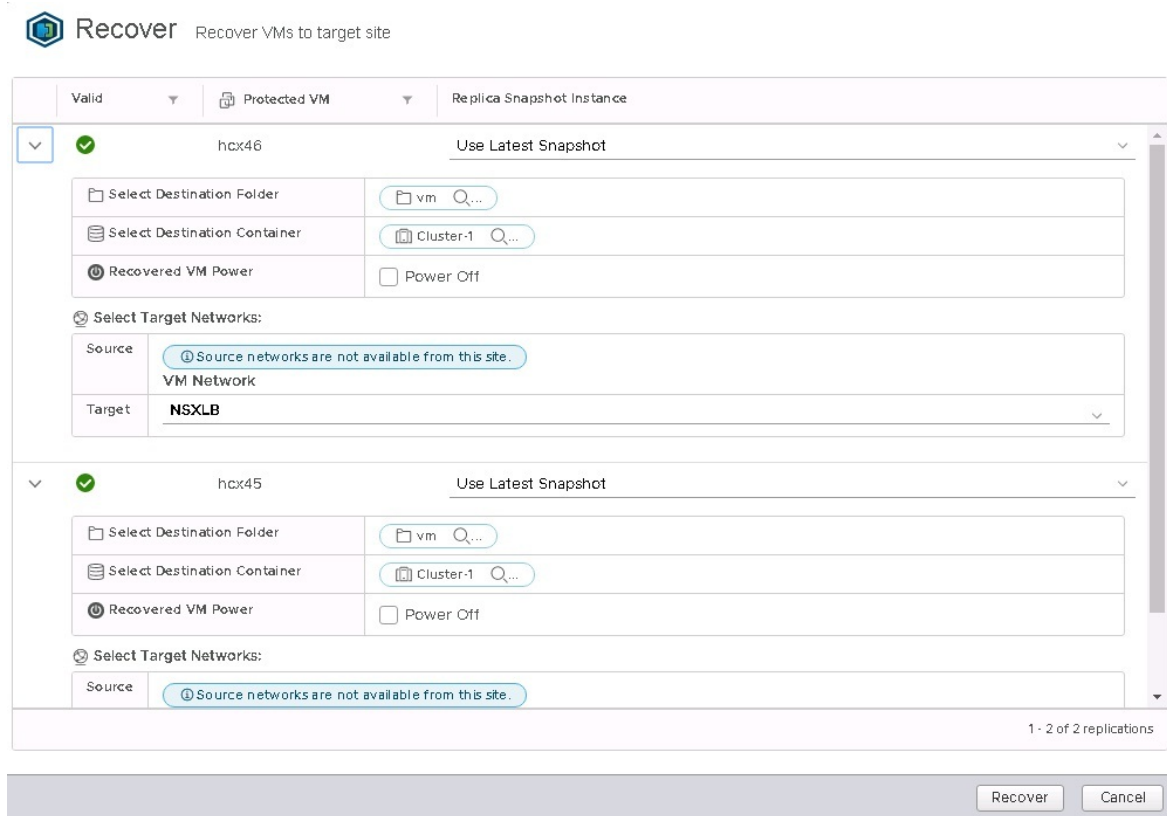 Recover Recover VMs to target site
Valid Protected VM Replica Snapshot Instance
hcx46 Use Latest Snapshot
Select Destination Folder vm ...
Select Destination Container Cluster-1 ...
Recovered VM Power Power Off
Select Target Networks:
Source Source networks are not available from this site.
VM Network
Target NSXLB
hcx45 Use Latest Snapshot
Select Destination Folder vm ...
Select Destination Container Cluster-1 ...
Recovered VM Power Power Off
Select Target Networks:
Source Source networks are not available from this site.
1 - 2 of 2 replications
Recover Cancel